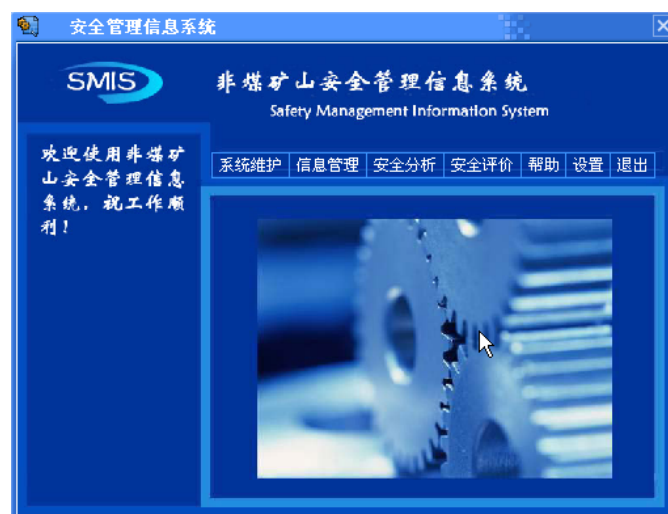 安全管理信息系统
SMIS
非煤矿山安全管理信息系统
Safety Management Information System
欢迎使用非煤矿
山安全管理信息
系统，祝工作顺
利！
系统维护 信息管理 安全分析 安全评价 帮助 设置 退出